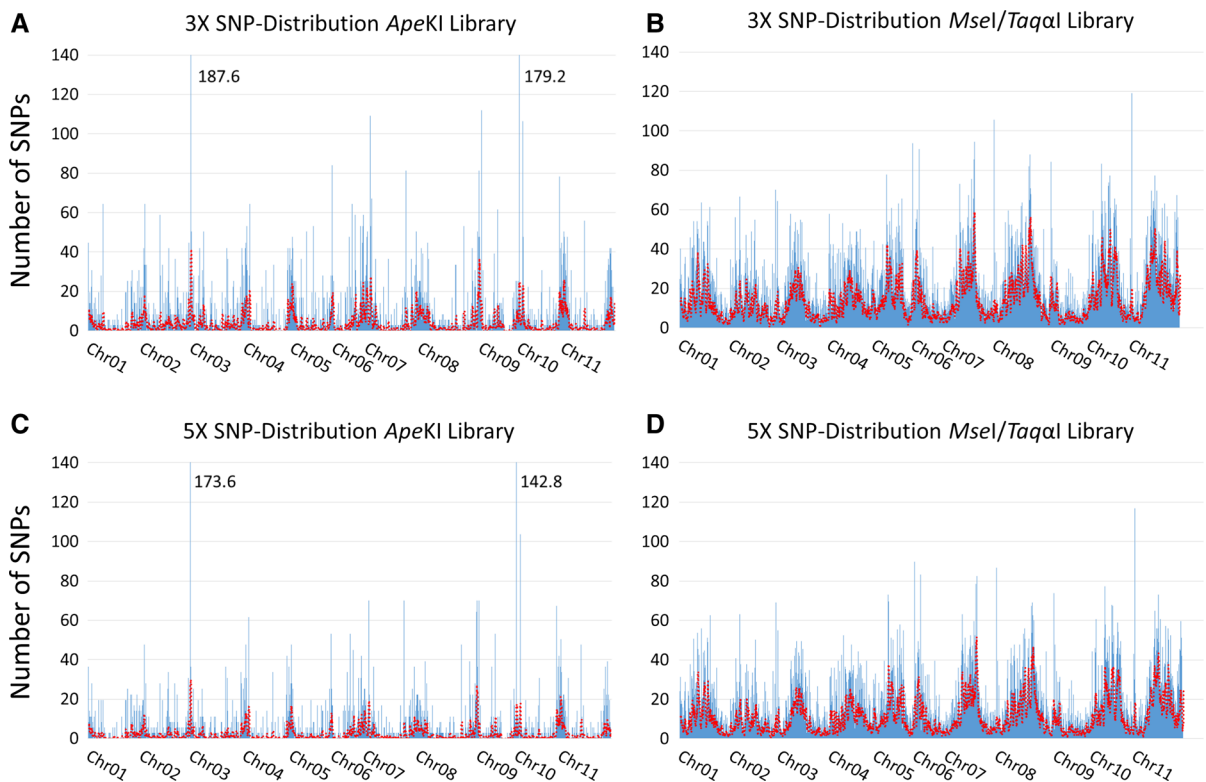 A
3X SNP-Distribution ApeKI Library
Number of SNPs
140
120
100
80
60
40
20
0
187.6
179.2
Chr01
Chr02
Chr03
Chr04
Chr05
Chr06
Chr07
Chr08
Chr09
Chr10
Chr11
B
3X SNP-Distribution MseI/TaqαI Library
140
120
100
80
60
40
20
0
Chr01
Chr02
Chr03
Chr04
Chr05
Chr06
Chr07
Chr08
Chr09
Chr10
Chr11
C
5X SNP-Distribution ApeKI Library
Number of SNPs
140
120
100
80
60
40
20
0
173.6
142.8
Chr01
Chr02
Chr03
Chr04
Chr05
Chr06
Chr07
Chr08
Chr09
Chr10
Chr11
D
5X SNP-Distribution MseI/TaqαI Library
140
120
100
80
60
40
20
0
Chr01
Chr02
Chr03
Chr04
Chr05
Chr06
Chr07
Chr08
Chr09
Chr10
Chr11